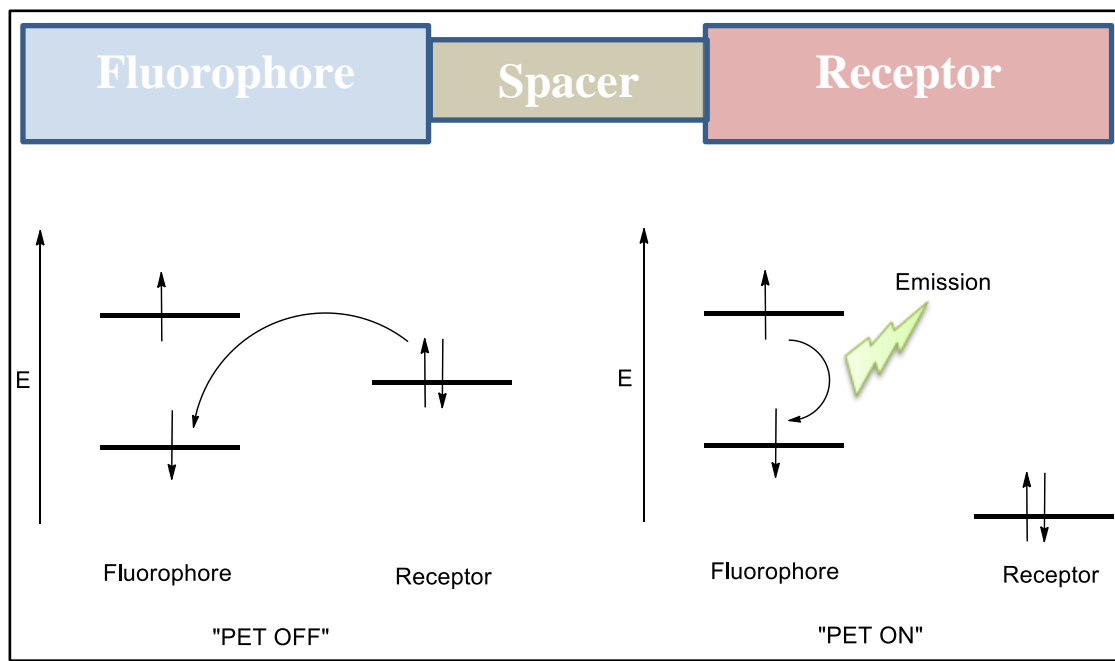 Fluorophore Spacer Receptor
Emission
E E
Fluorophore Receptor Fluorophore Receptor
"PET OFF" "PET ON"